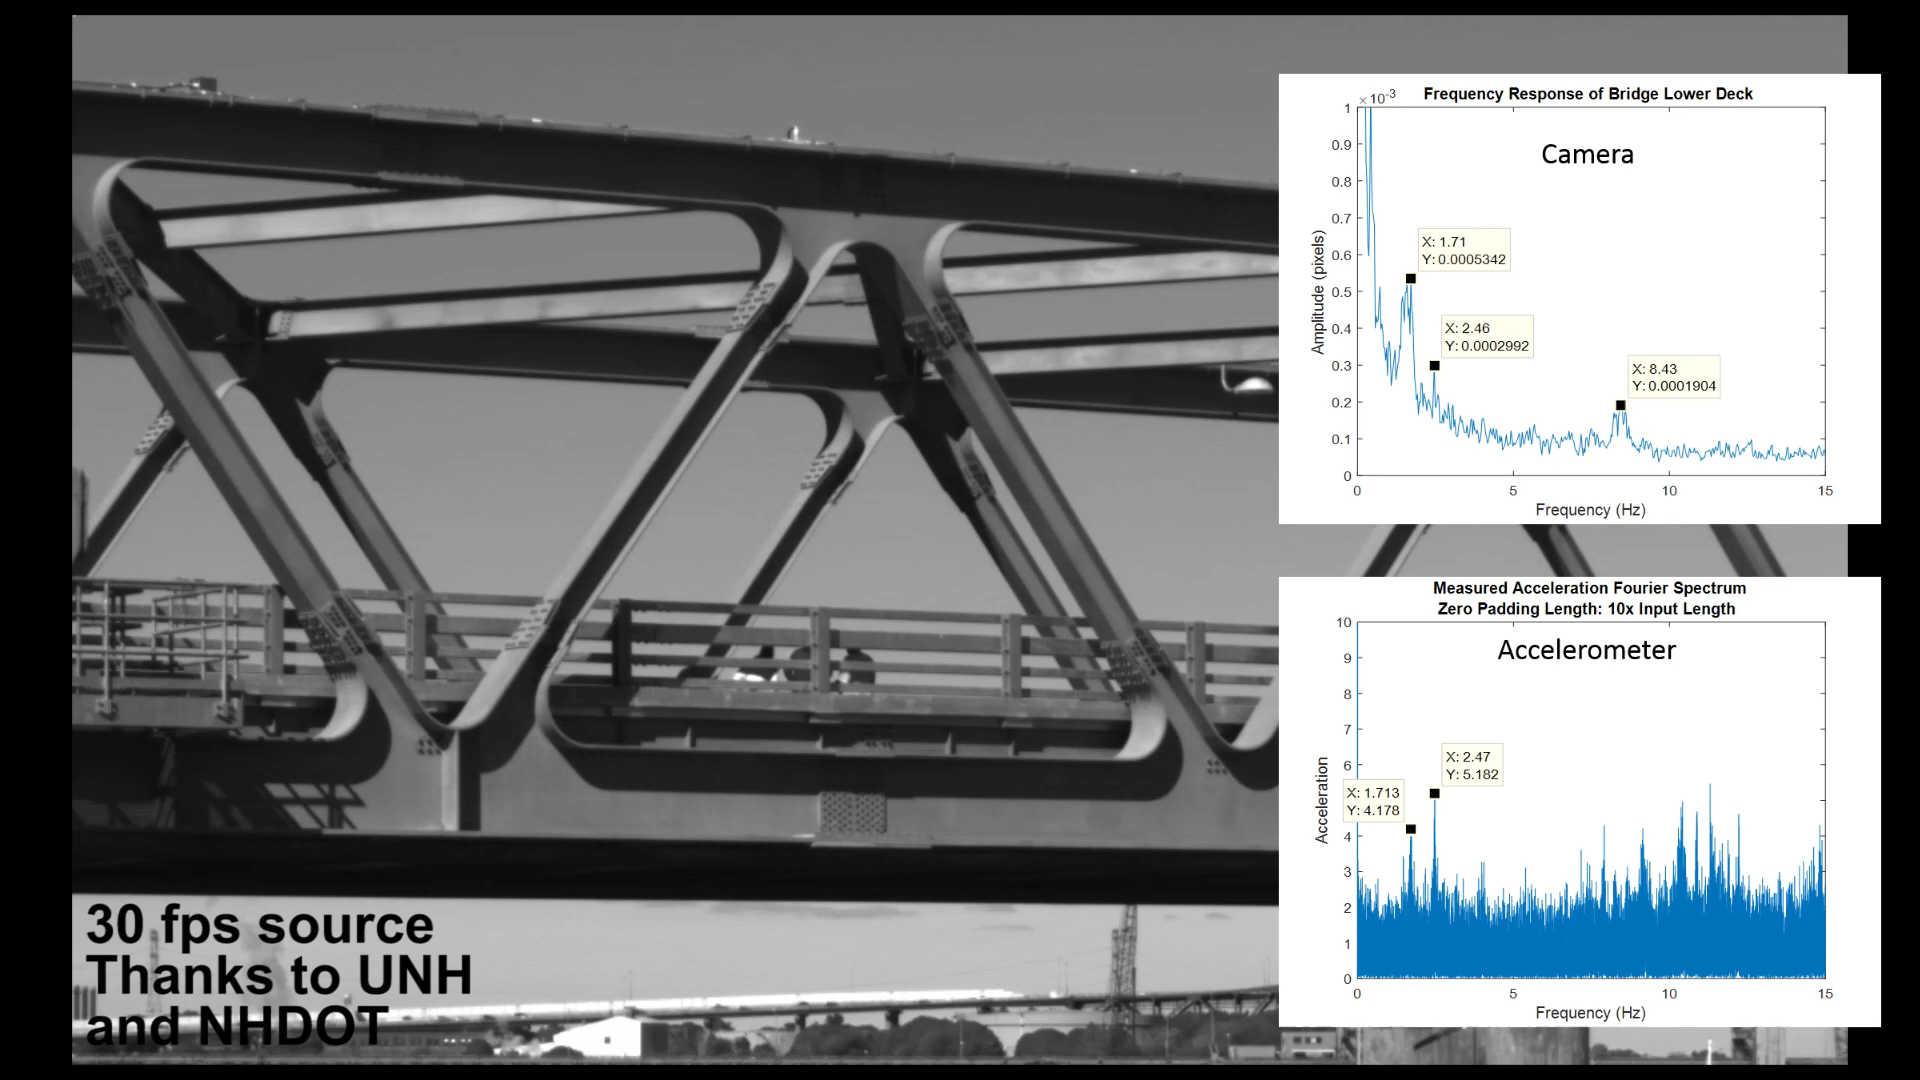 Frequency Response of Bridge Lower Deck
×10⁻³
Camera
1
0.9
0.8
0.7
0.6
0.5
0.4
0.3
0.2
0.1
0
Amplitude (pixels)
X: 1.71
Y: 0.0005342
X: 2.46
Y: 0.0002992
X: 8.43
Y: 0.0001904
0 5 10 15
Frequency (Hz)
Measured Acceleration Fourier Spectrum
Zero Padding Length: 10x Input Length
Accelerometer
10
9
8
7
6
5
4
3
2
1
0
Acceleration
X: 2.47
Y: 5.182
X: 1.713
Y: 4.178
0 5 10 15
Frequency (Hz)
30 fps source
Thanks to UNH
and NHDOT